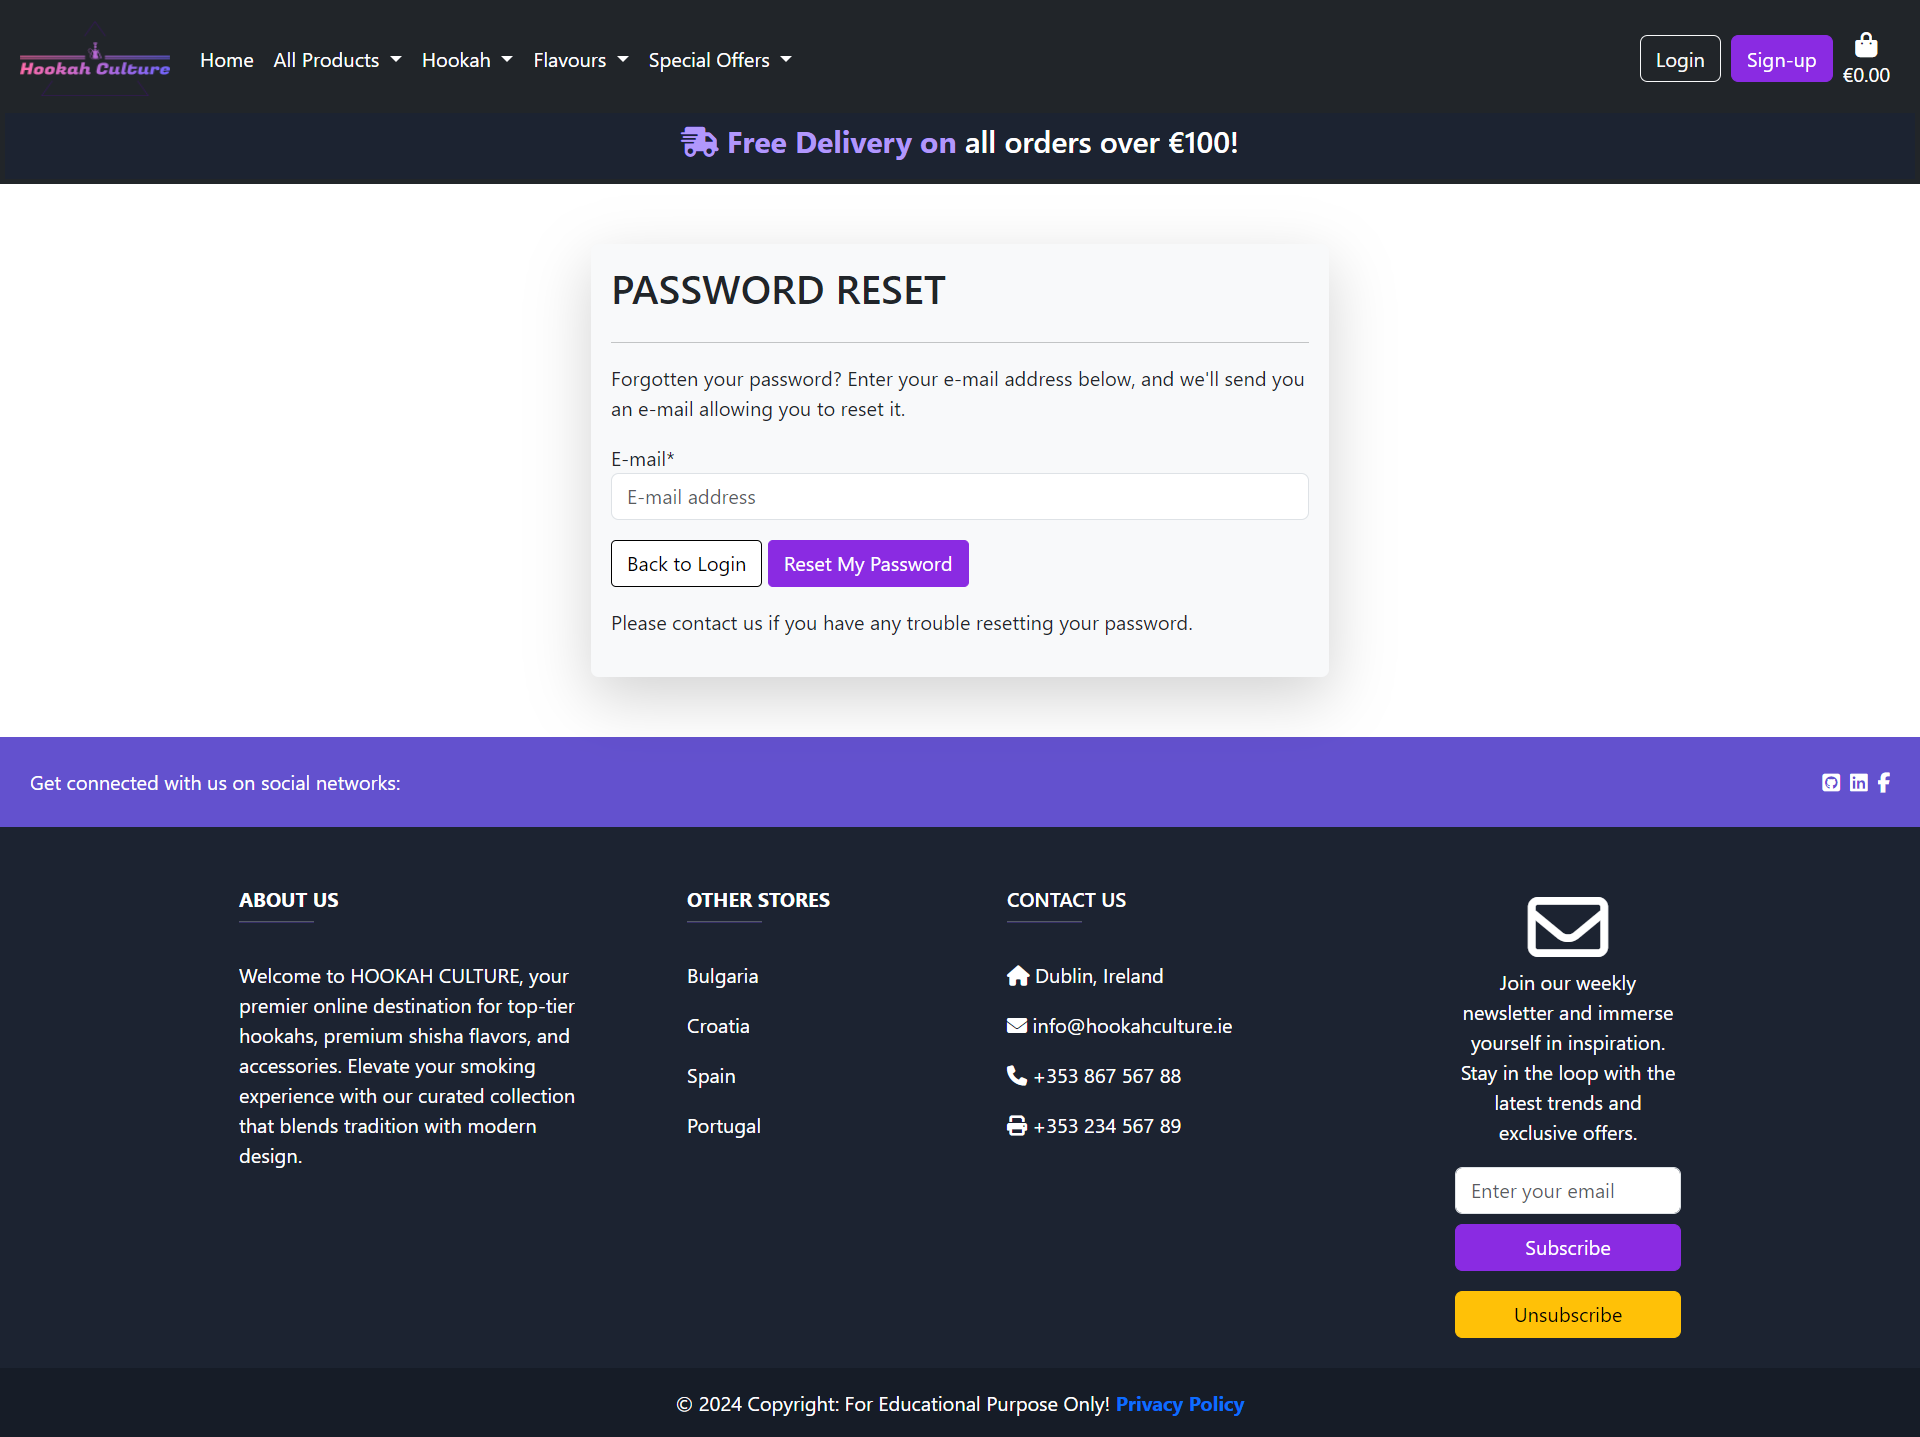 Hookah Culture
Home
All Products
Hookah
Flavours
Special Offers
Login
Sign-up
€0.00
Free Delivery on all orders over €100!
PASSWORD RESET
Forgotten your password? Enter your e-mail address below, and we'll send you
an e-mail allowing you to reset it.
E-mail*
E-mail address
Back to Login
Reset My Password
Please contact us if you have any trouble resetting your password.
Get connected with us on social networks:
ABOUT US
Welcome to HOOKAH CULTURE, your
premier online destination for top-tier
hookahs, premium shisha flavors, and
accessories. Elevate your smoking
experience with our curated collection
that blends tradition with modern
design.
OTHER STORES
Bulgaria
Croatia
Spain
Portugal
CONTACT US
Dublin, Ireland
info@hookahculture.ie
+353 867 567 88
+353 234 567 89
Join our weekly
newsletter and immerse
yourself in inspiration.
Stay in the loop with the
latest trends and
exclusive offers.
Enter your email
Subscribe
Unsubscribe
© 2024 Copyright: For Educational Purpose Only! Privacy Policy